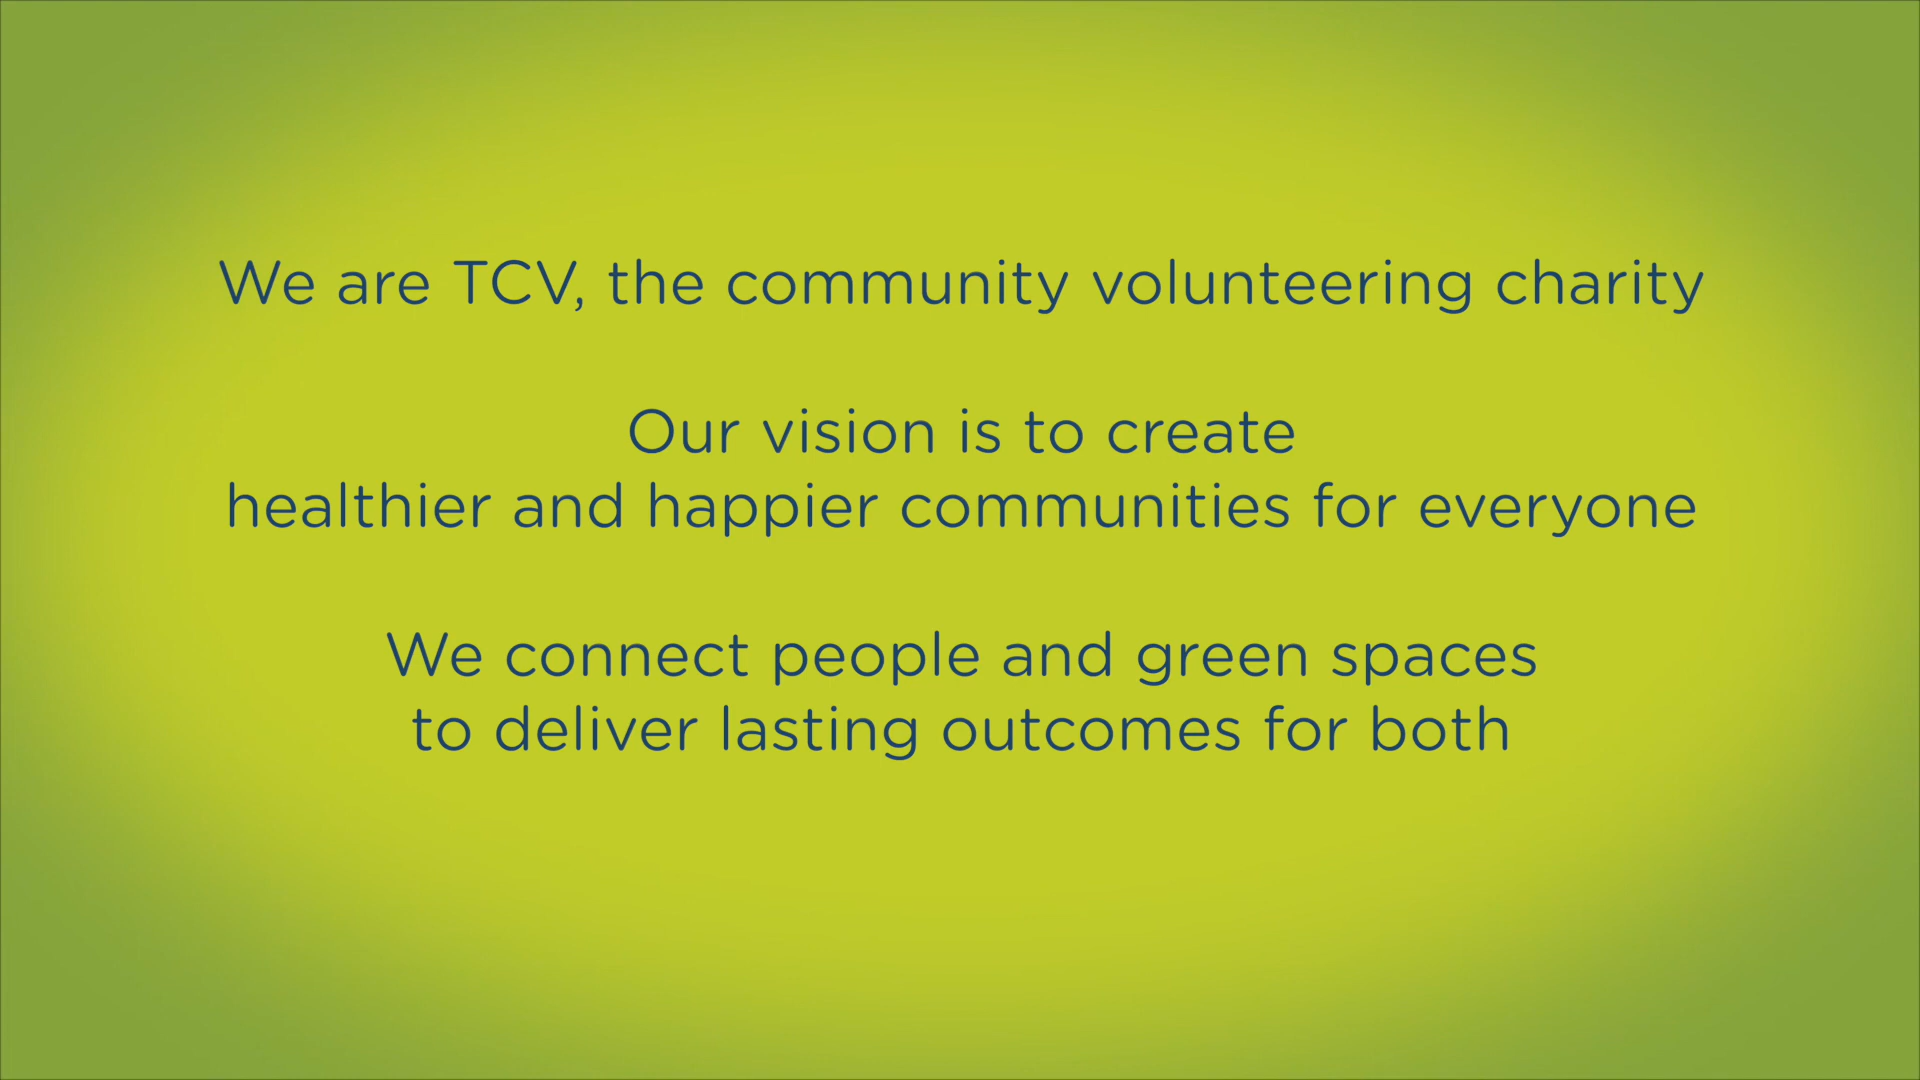 We are TCV, the community volunteering charity
Our vision is to create
healthier and happier communities for everyone
We connect people and green spaces
to deliver lasting outcomes for both